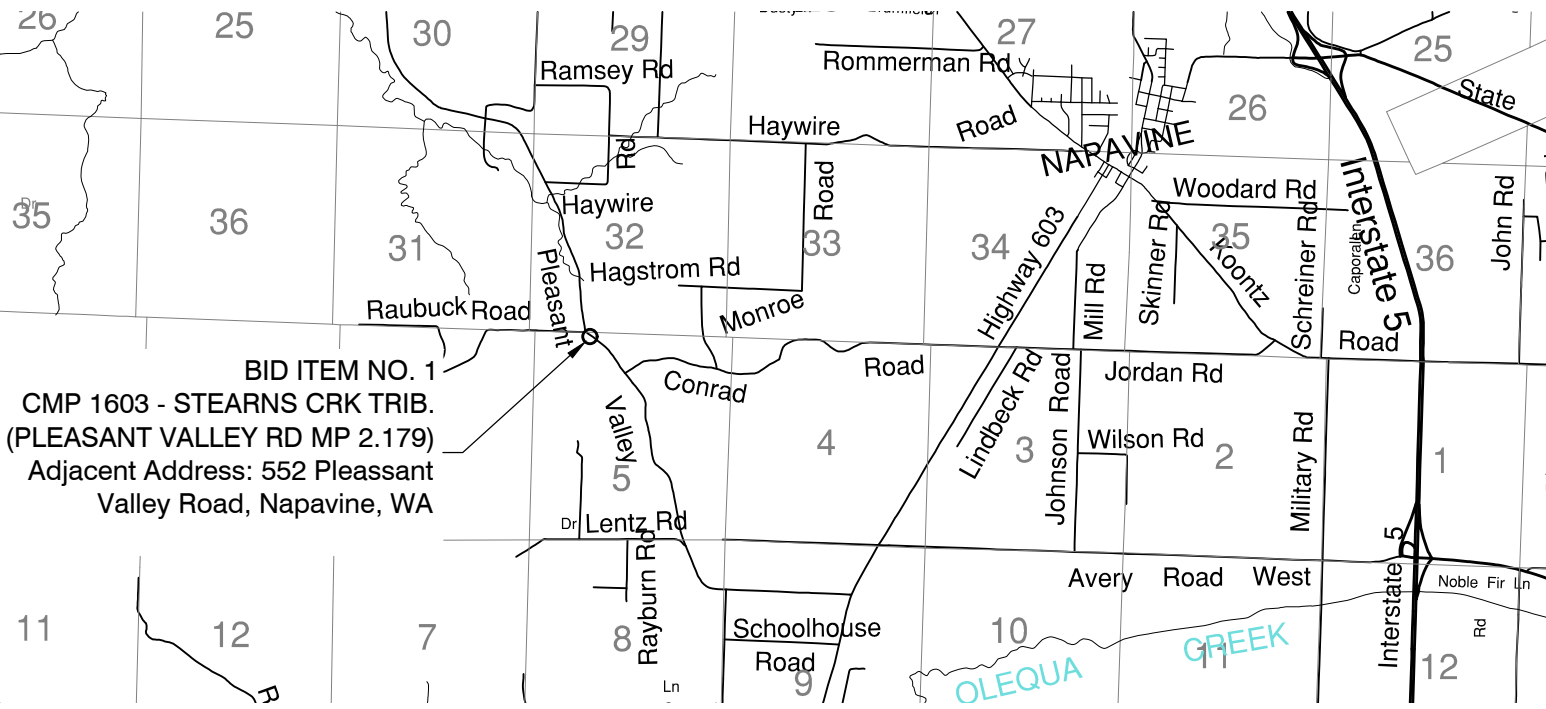 26
25
30
29
27
25
Ramsey Rd
Rommerman Rd
State
26
Haywire
Road
NAPAVINE
Rd
Interstate 5
Road
Woodard Rd
John Rd
Dr
35
36
31
Haywire
32
33
34
Highway 603
Skinner Rd
35
Koontz
Schreiner Rd
Caporalen
36
Pleasant
Hagstrom Rd
Mill Rd
Raubuck Road
Monroe
Road
BID ITEM NO. 1
CMP 1603 - STEARNS CRK TRIB.
(PLEASANT VALLEY RD MP 2.179)
Adjacent Address: 552 Pleassant
Valley Road, Napavine, WA
Conrad
Road
Lindbeck Rd
Johnson Road
Jordan Rd
Valley
4
3
Wilson Rd
2
Military Rd
1
5
Dr
Lentz Rd
Rayburn Rd
Avery Road West
Interstate 5
Noble Fir Ln
11
12
7
8
Schoolhouse
Road
9
10
OLEQUA
CREEK
11
Rd
12
Ln
R